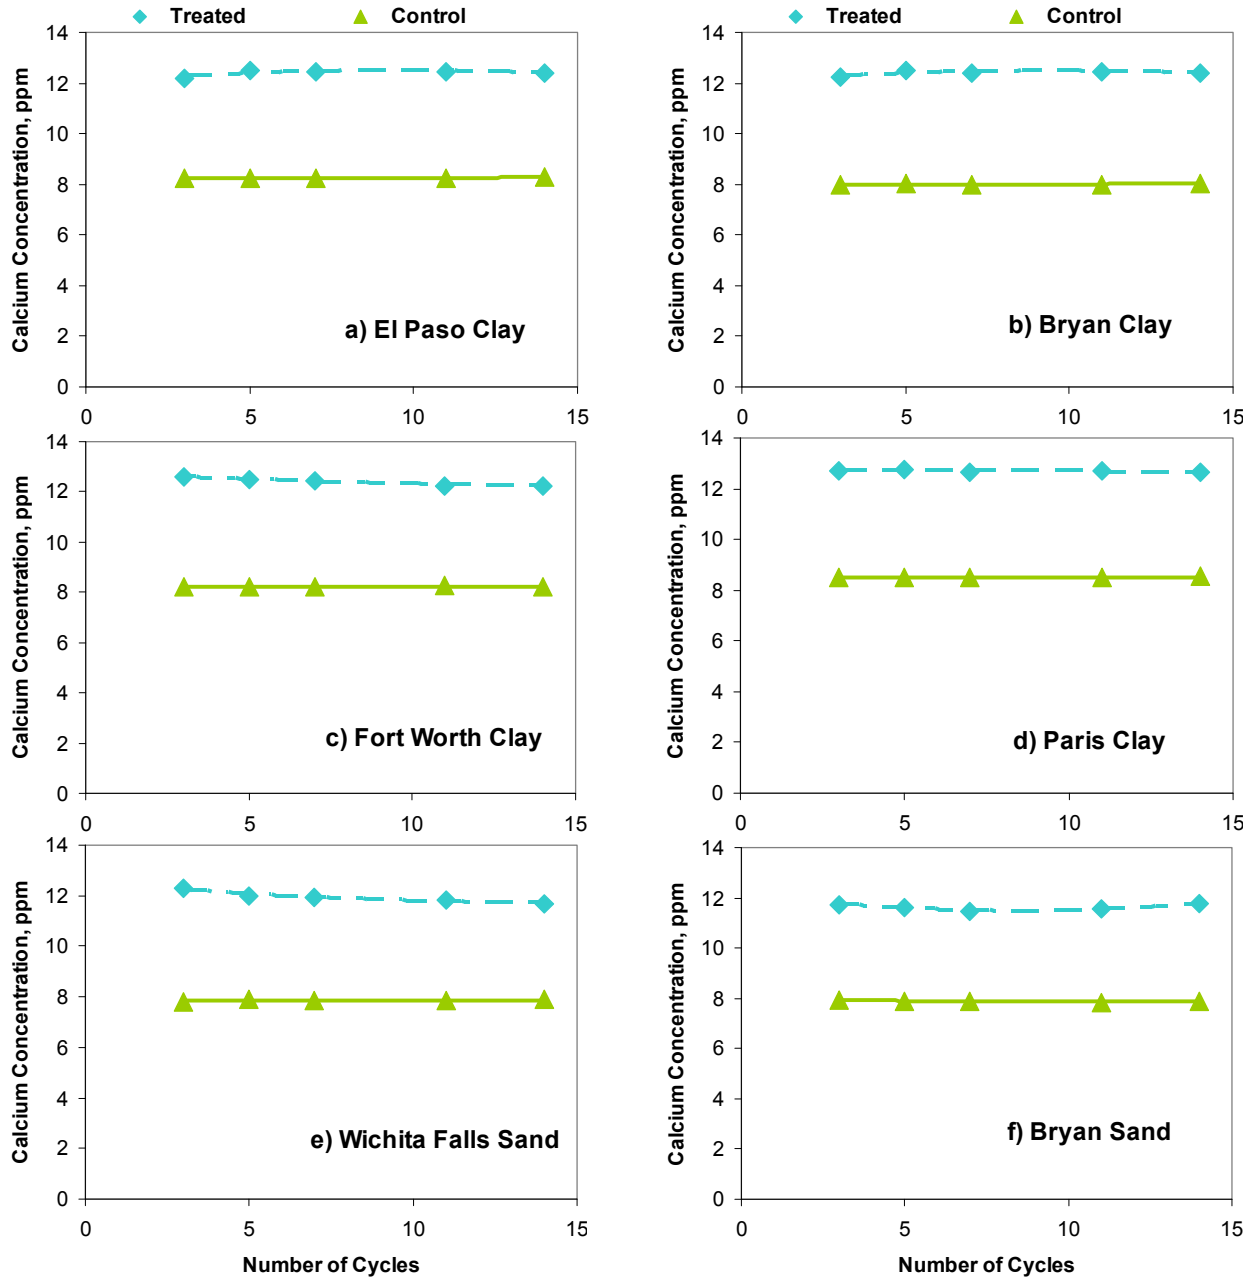 Treated Control
Treated Control
14
12
10
8
6
4
2
0
0 5 10 15
Calcium Concentration, ppm
a) El Paso Clay
14
12
10
8
6
4
2
0
0 5 10 15
Calcium Concentration, ppm
b) Bryan Clay
14
12
10
8
6
4
2
0
0 5 10 15
Calcium Concentration, ppm
c) Fort Worth Clay
14
12
10
8
6
4
2
0
0 5 10 15
Calcium Concentration, ppm
d) Paris Clay
14
12
10
8
6
4
2
0
0 5 10 15
Calcium Concentration, ppm
e) Wichita Falls Sand
Number of Cycles
14
12
10
8
6
4
2
0
0 5 10 15
Calcium Concentration, ppm
f) Bryan Sand
Number of Cycles